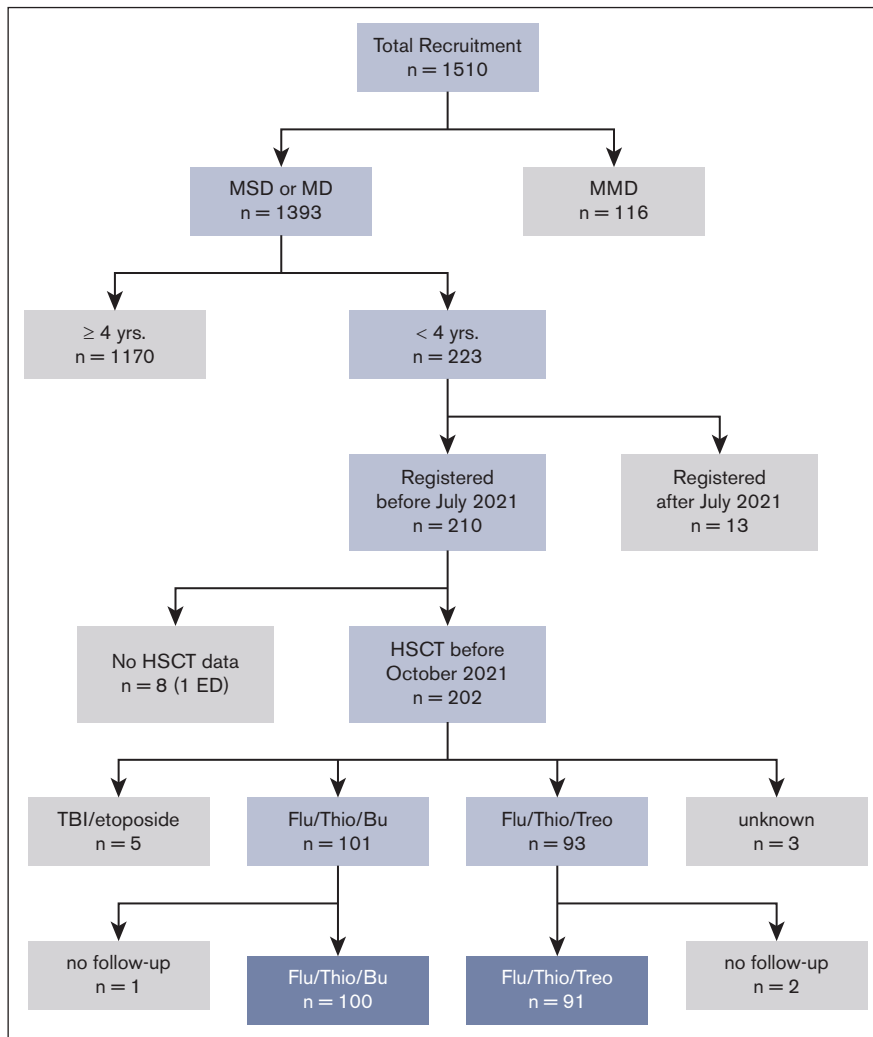 Total Recruitment
n = 1510
MSD or MD
n = 1393
MMD
n = 116
≥ 4 yrs.
n = 1170
< 4 yrs.
n = 223
Registered
before July 2021
n = 210
Registered
after July 2021
n = 13
No HSCT data
n = 8 (1 ED)
HSCT before
October 2021
n = 202
TBI/etoposide
n = 5
Flu/Thio/Bu
n = 101
Flu/Thio/Treo
n = 93
unknown
n = 3
no follow-up
n = 1
Flu/Thio/Bu
n = 100
Flu/Thio/Treo
n = 91
no follow-up
n = 2